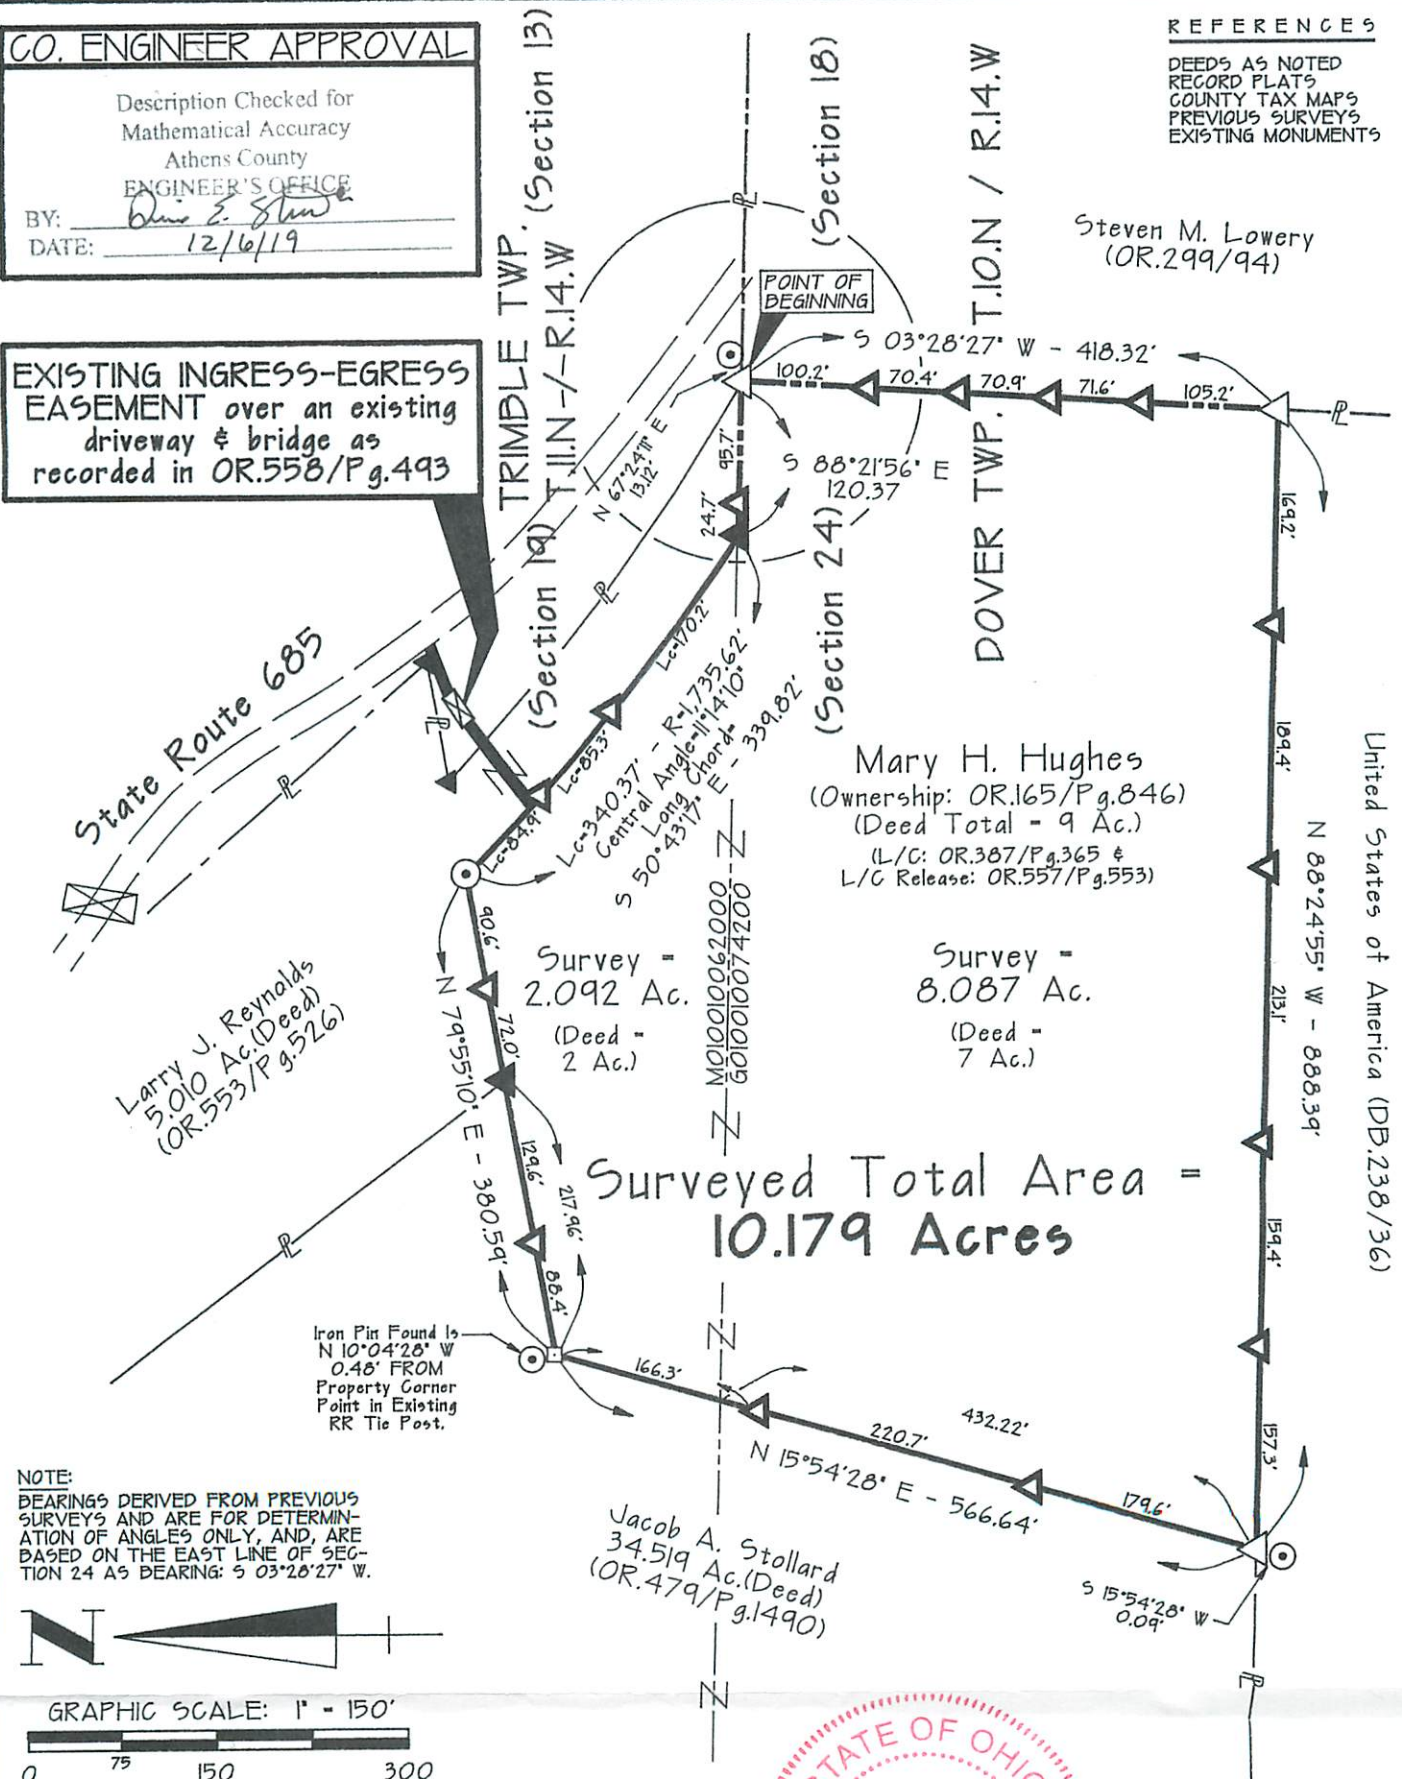 CO. ENGINEER APPROVAL
Description Checked for
Mathematical Accuracy
Athens County
ENGINEER'S OFFICE
BY:
DATE: 12/6/19
EXISTING INGRESS-EGRESS
EASEMENT over an existing
driveway & bridge as
recorded in OR.558/Pg.493
TRIMBLE TWP. (Section 13)
(Section 19) T.11.N-/-R.14.W
(Section 18)
(Section 24)
DOVER TWP. T.10.N / R.14.W
REFERENCES
DEEDS AS NOTED
RECORD PLATS
COUNTY TAX MAPS
PREVIOUS SURVEYS
EXISTING MONUMENTS
Steven M. Lowery
(OR.299/94)
POINT OF
BEGINNING
S 03°28'27" W - 418.32'
100.2'
70.4'
70.9'
71.6'
105.2'
PL
PL
95.7'
24.7'
S 88°21'56" E
120.37
N 67°24'11" E
13.12'
PL
State Route 685
PL
PL
Lc=170.2'
Lc=85.3'
Lc=84.9'
Lc=340.37' - R=1,735.62'
Central Angle=11°14'10"
Long Chord=
S 50°43'17" E - 339.82'
169.2'
189.4'
213.1'
159.4'
157.3'
N 88°24'55" W - 888.39'
United States of America (DB.238/36)
Mary H. Hughes
(Ownership: OR.165/Pg.846)
(Deed Total = 9 Ac.)
(L/C: OR.387/Pg.365 &
L/C Release: OR.557/Pg.553)
M010010062000
G010010074200
Survey =
2.092 Ac.
(Deed =
2 Ac.)
Survey =
8.087 Ac.
(Deed =
7 Ac.)
Larry J. Reynolds
5.010 Ac.(Deed)
(OR.553/Pg.526)
PL
90.6'
72.0'
129.6'
88.4'
N 79°55'10" E - 380.59'
217.96'
Surveyed Total Area =
10.179 Acres
Iron Pin Found Is
N 10°04'28" W
0.48' FROM
Property Corner
Point in Existing
RR Tie Post.
166.3'
220.7'
432.22'
179.6'
N 15°54'28" E - 566.64'
S 15°54'28" W
0.09'
PL
Jacob A. Stollard
34.519 Ac.(Deed)
(OR.479/Pg.1490)
NOTE:
BEARINGS DERIVED FROM PREVIOUS
SURVEYS AND ARE FOR DETERMIN-
ATION OF ANGLES ONLY, AND, ARE
BASED ON THE EAST LINE OF SEC-
TION 24 AS BEARING: S 03°28'27" W.
N
GRAPHIC SCALE: 1" = 150'
0 75 150 300
STATE OF OHIO